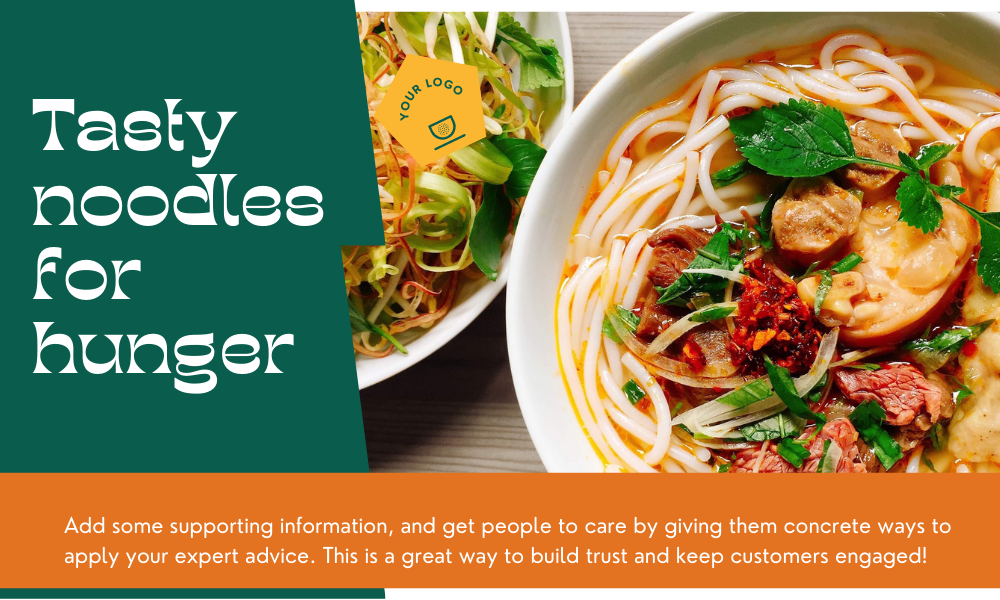 Tasty
noodles
for
hunger
YOUR LOGO
Add some supporting information, and get people to care by giving them concrete ways to
apply your expert advice. This is a great way to build trust and keep customers engaged!